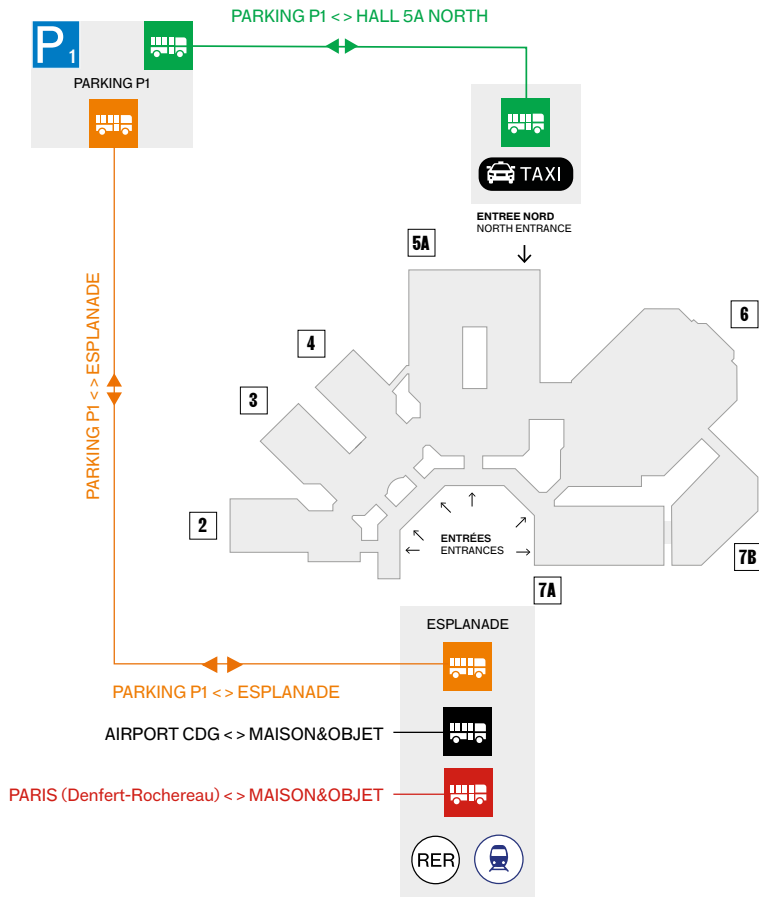 PARKING P1 < > HALL 5A NORTH
P1
PARKING P1
TAXI
ENTREE NORD
NORTH ENTRANCE
5A
6
4
3
PARKING P1 < > ESPLANADE
2
ENTRÉES
ENTRANCES
7B
7A
ESPLANADE
PARKING P1 < > ESPLANADE
AIRPORT CDG < > MAISON&OBJET
PARIS (Denfert-Rochereau) < > MAISON&OBJET
RER